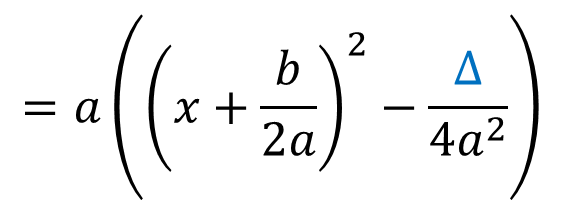 = a((x + b/2a)² − Δ/4a²)